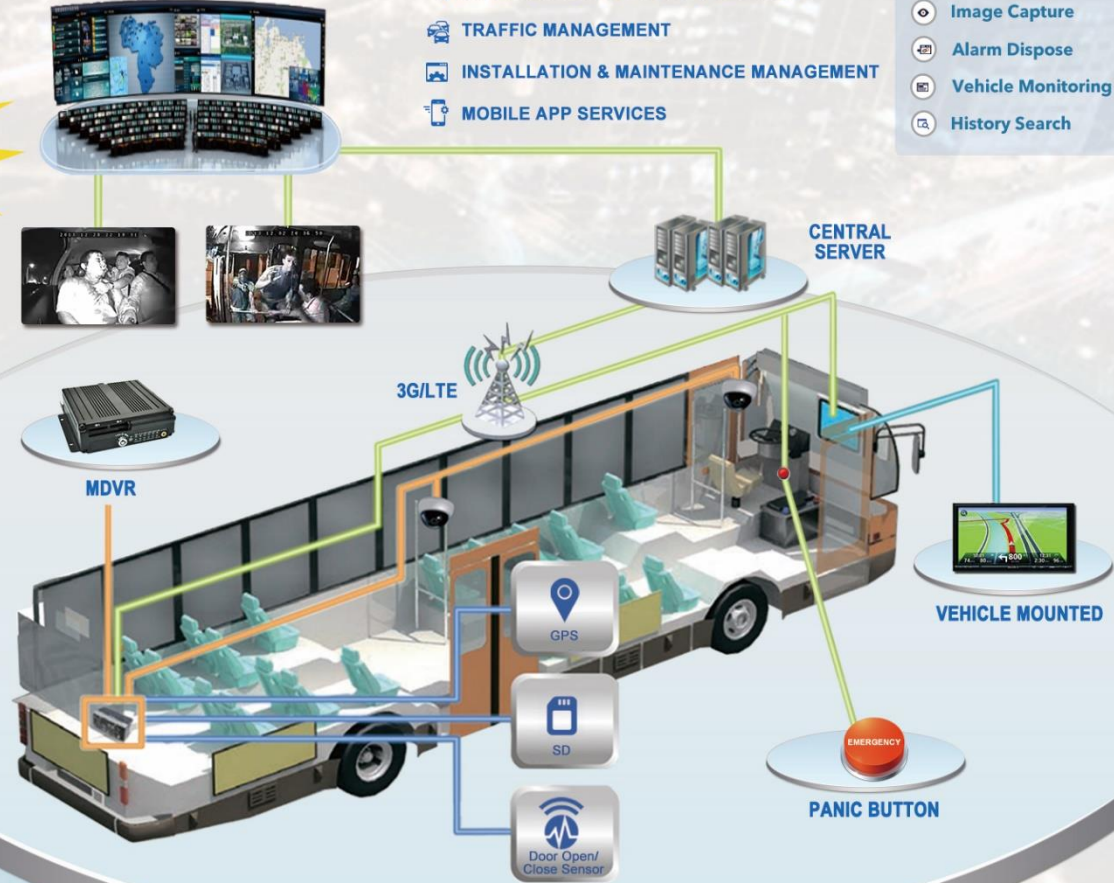 TRAFFIC MANAGEMENT
INSTALLATION & MAINTENANCE MANAGEMENT
MOBILE APP SERVICES
Image Capture
Alarm Dispose
Vehicle Monitoring
History Search
CENTRAL
SERVER
3G/LTE
MDVR
800
VEHICLE MOUNTED
GPS
SD
EMERGENCY
PANIC BUTTON
Door Open/
Close Sensor